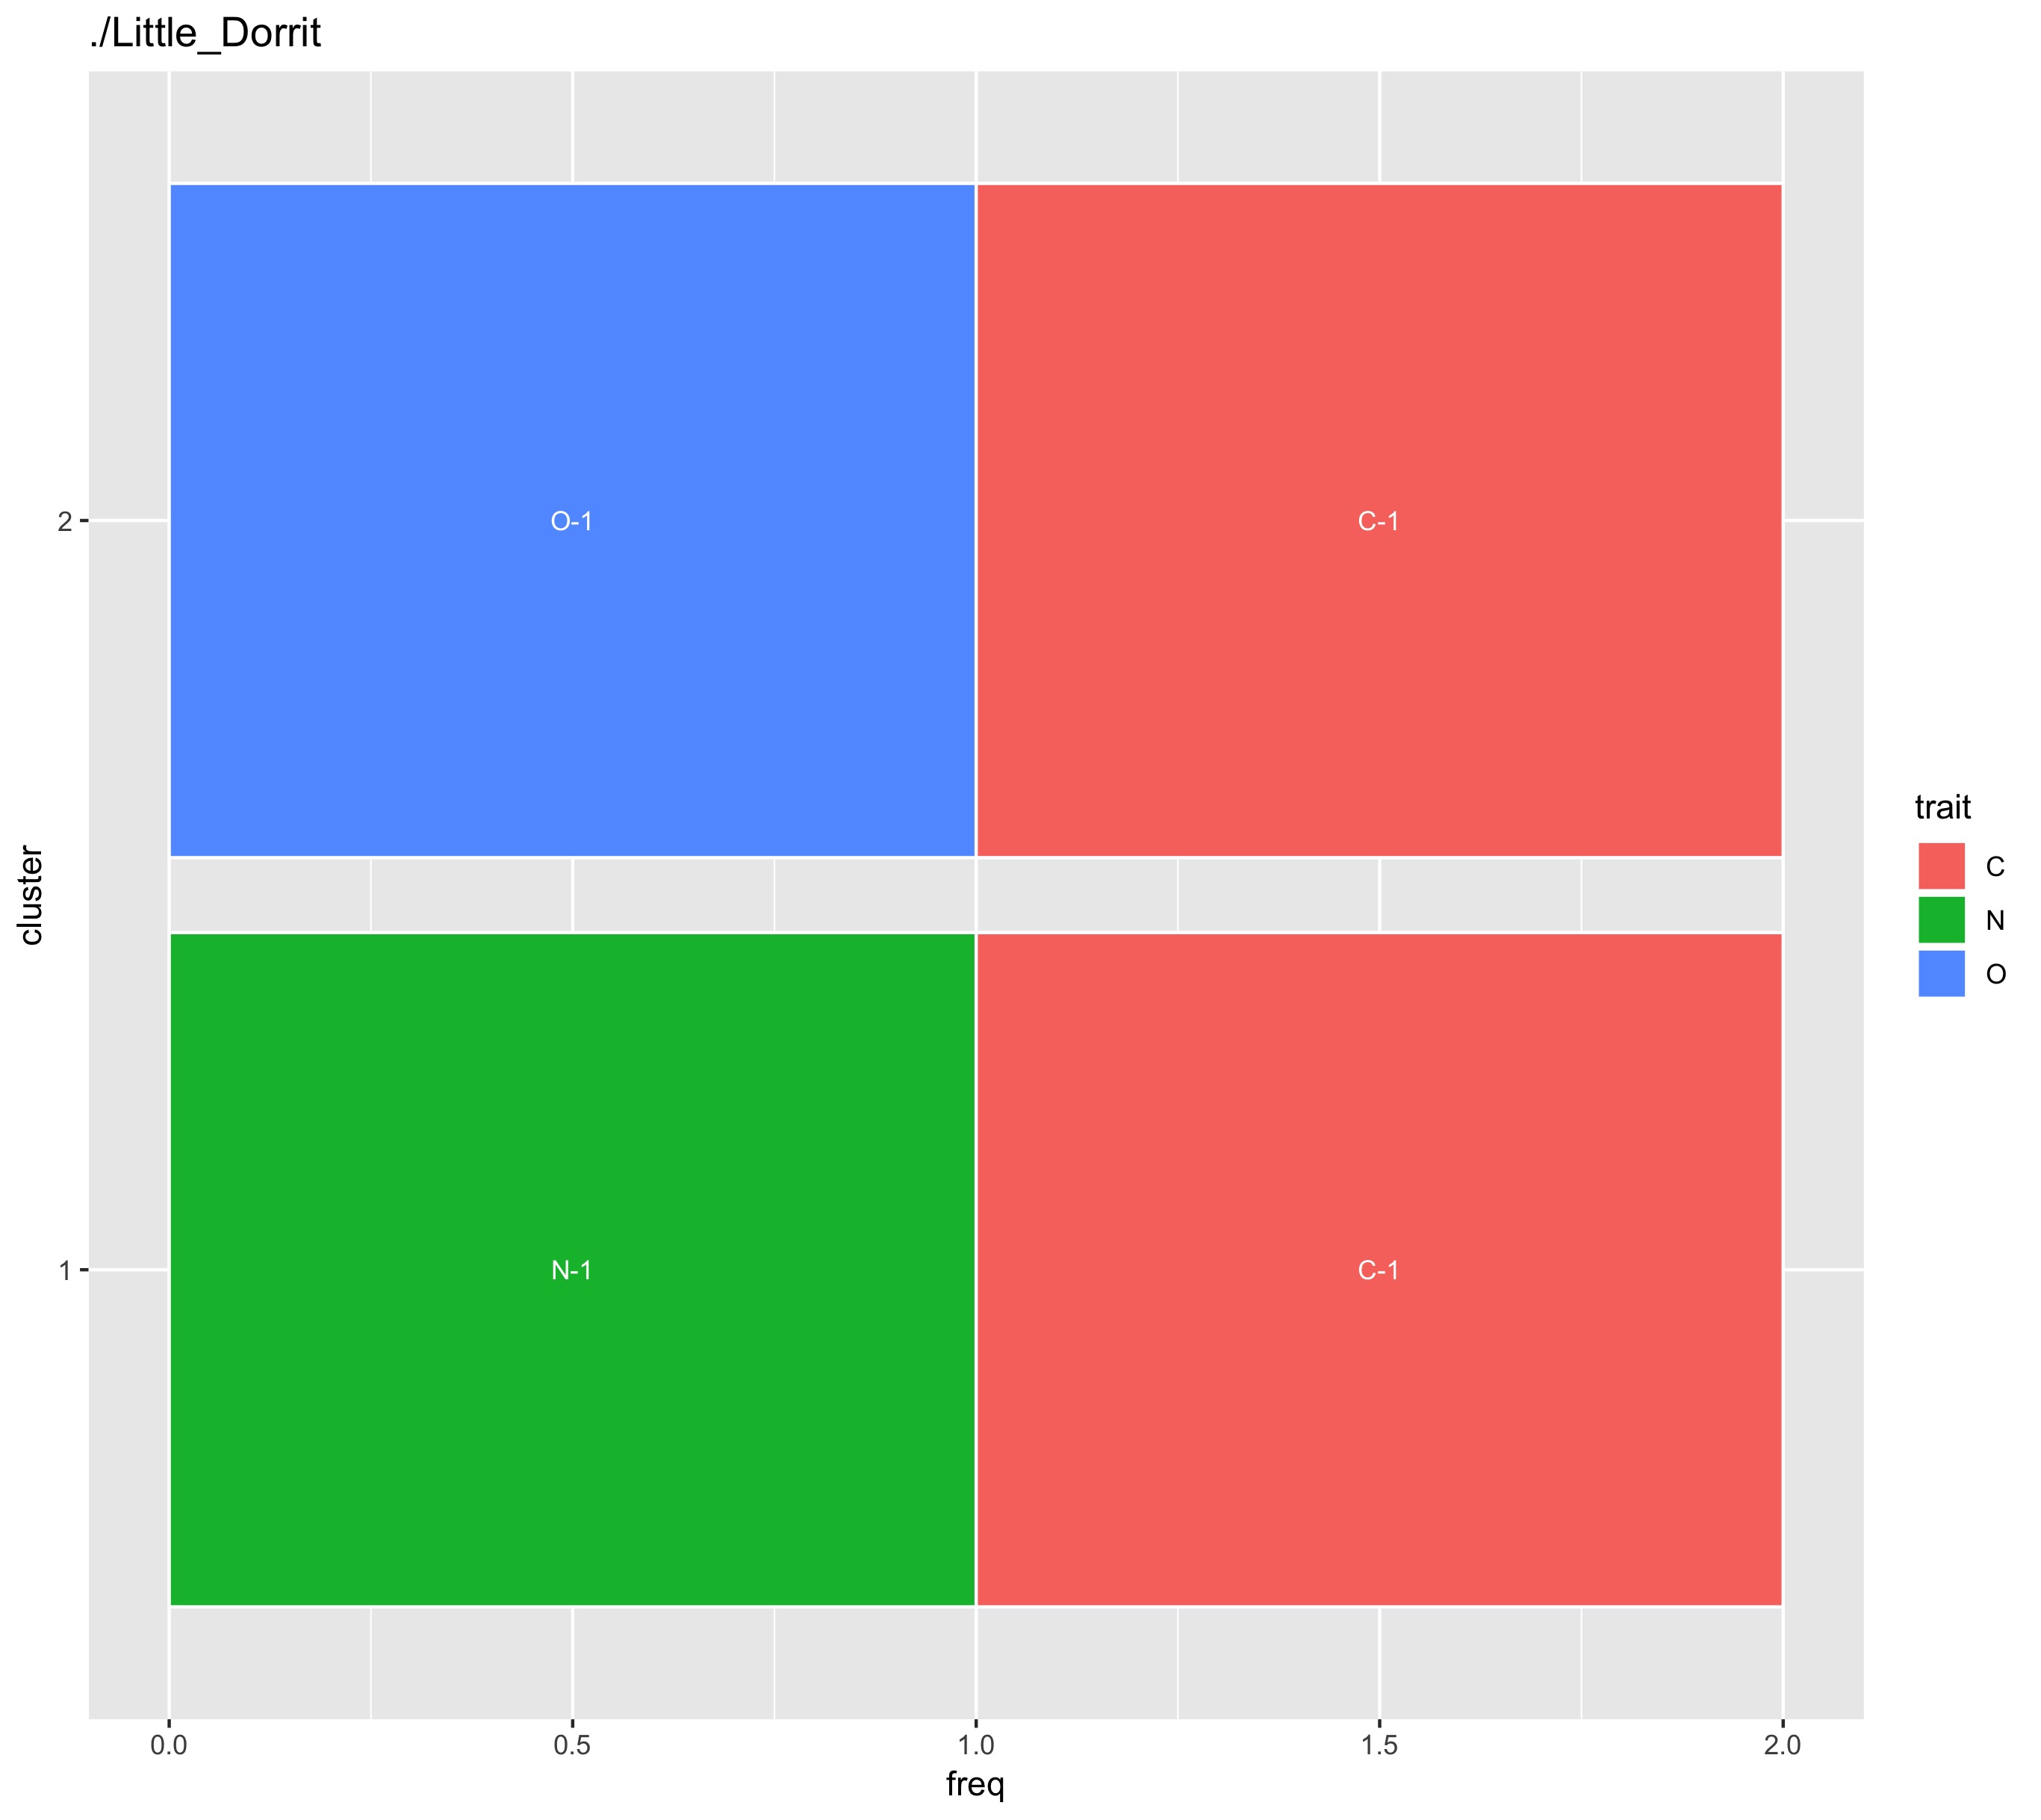 ./Little_Dorrit
cluster
2
O-1
C-1
1
N-1
C-1
0.0
0.5
1.0
1.5
2.0
freq
trait
C
N
O